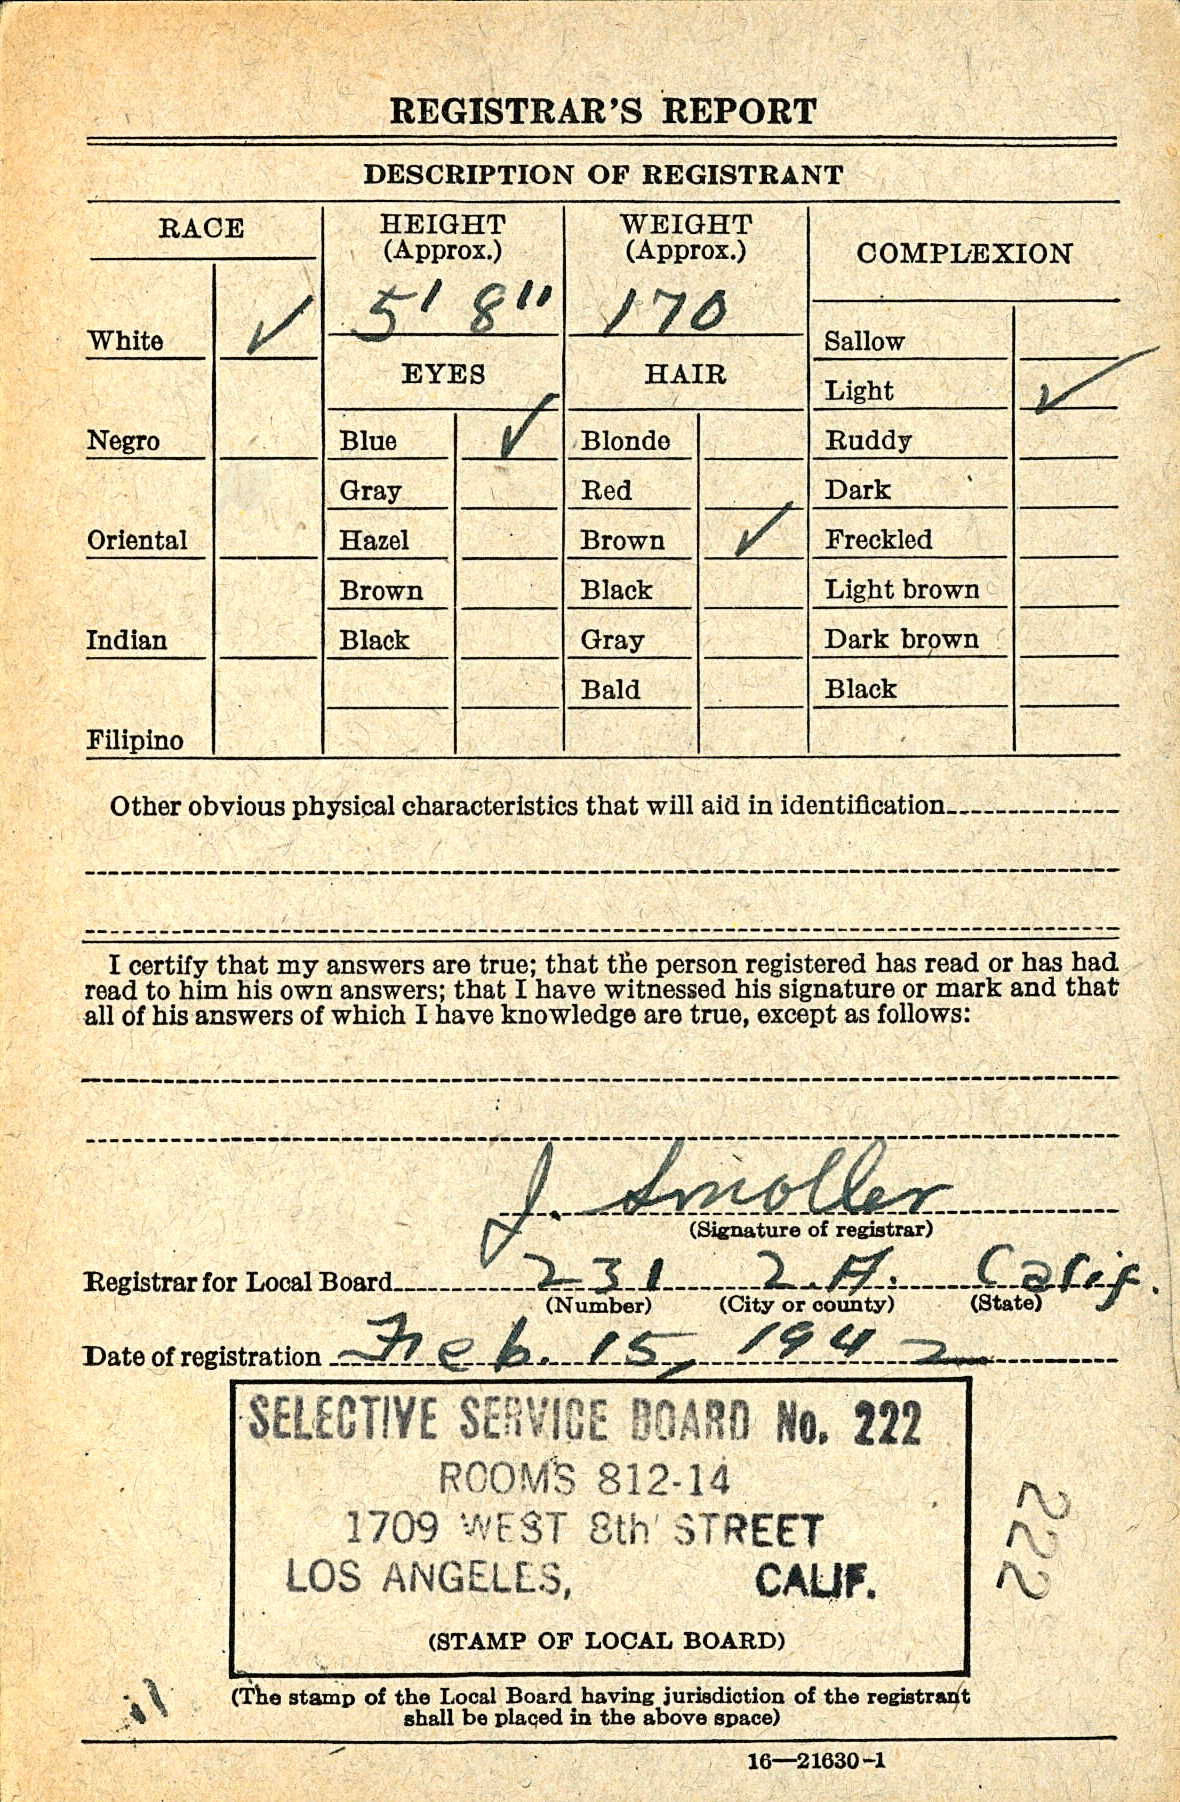 REGISTRAR'S REPORT
DESCRIPTION OF REGISTRANT
RACE
HEIGHT
(Approx.)
WEIGHT
(Approx.)
COMPLEXION
5' 8"
170
White ✓
Sallow
EYES
HAIR
Light ✓
Negro
Blue ✓
Blonde
Ruddy
Gray
Red
Dark
Oriental
Hazel
Brown ✓
Freckled
Brown
Black
Light brown
Indian
Black
Gray
Dark brown
Bald
Black
Filipino
Other obvious physical characteristics that will aid in identification
I certify that my answers are true; that the person registered has read or has had
read to him his own answers; that I have witnessed his signature or mark and that
all of his answers of which I have knowledge are true, except as follows:
J. Smoller
(Signature of registrar)
Registrar for Local Board 231 L.A. Calif.
(Number) (City or county) (State)
Date of registration Feb. 15, 1942
SELECTIVE SERVICE BOARD No. 222
ROOMS 812-14
1709 WEST 8th STREET
LOS ANGELES, CALIF.
222
(STAMP OF LOCAL BOARD)
(The stamp of the Local Board having jurisdiction of the registrant
shall be placed in the above space)
16—21630-1